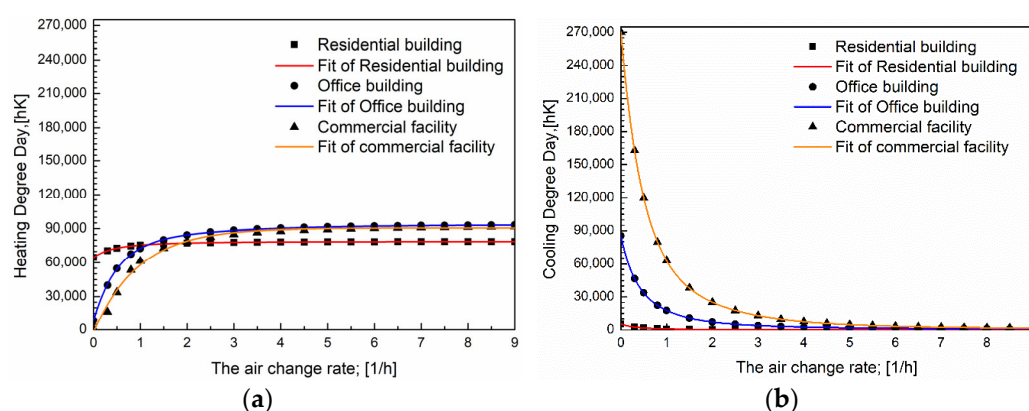 270,000
240,000
210,000
180,000
150,000
120,000
90,000
60,000
30,000
0
Heating Degree Day,[hK]
Residential building
Fit of Residential building
Office building
Fit of Office building
Commercial facility
Fit of commercial facility
0 1 2 3 4 5 6 7 8 9
The air change rate; [1/h]
(a)
270,000
240,000
210,000
180,000
150,000
120,000
90,000
60,000
30,000
0
Cooling Degree Day,[hK]
Residential building
Fit of Residential building
Office building
Fit of Office building
Commercial facility
Fit of commercial facility
0 1 2 3 4 5 6 7 8
The air change rate; [1/h]
(b)